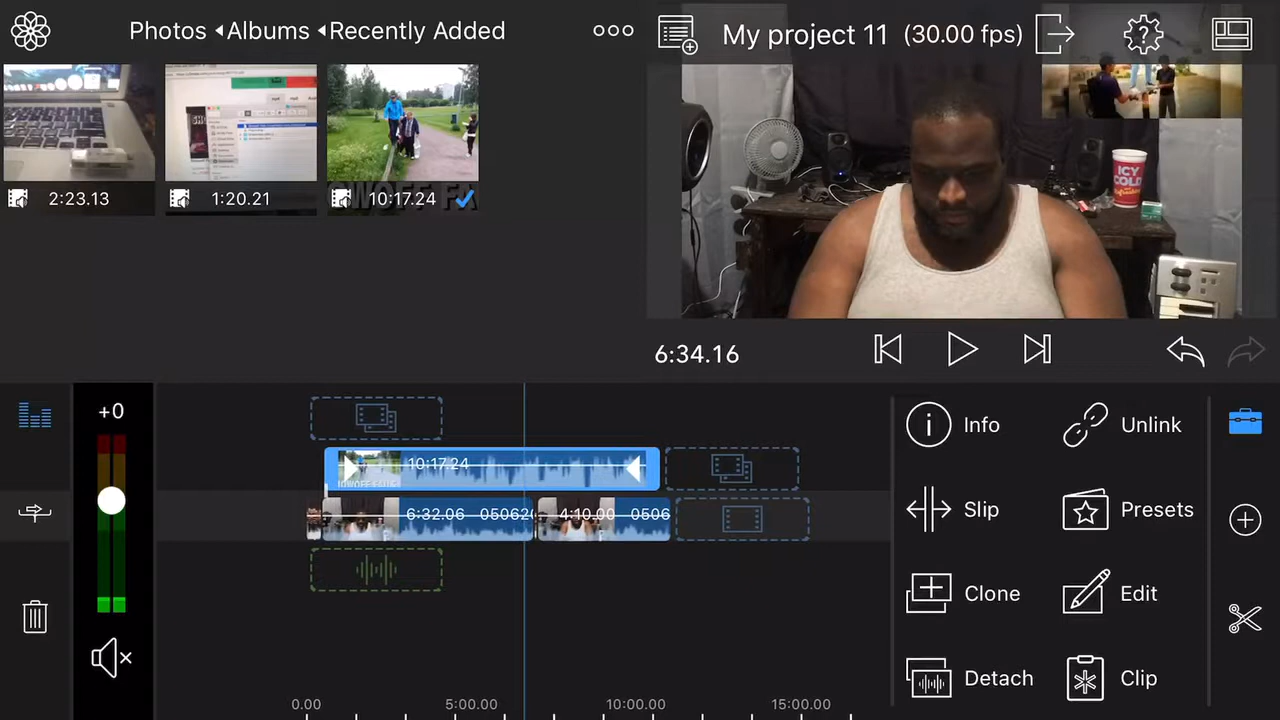 Photos ◂Albums ◂Recently Added
My project 11 (30.00 fps)
2:23.13
1:20.21
10:17.24
ICY
COLD
6:34.16
+0
10:17.24
6:32.06 05062
4:10.00 0506
Info
Unlink
Slip
Presets
Clone
Edit
Detach
Clip
0.00
5:00.00
10:00.00
15:00.00